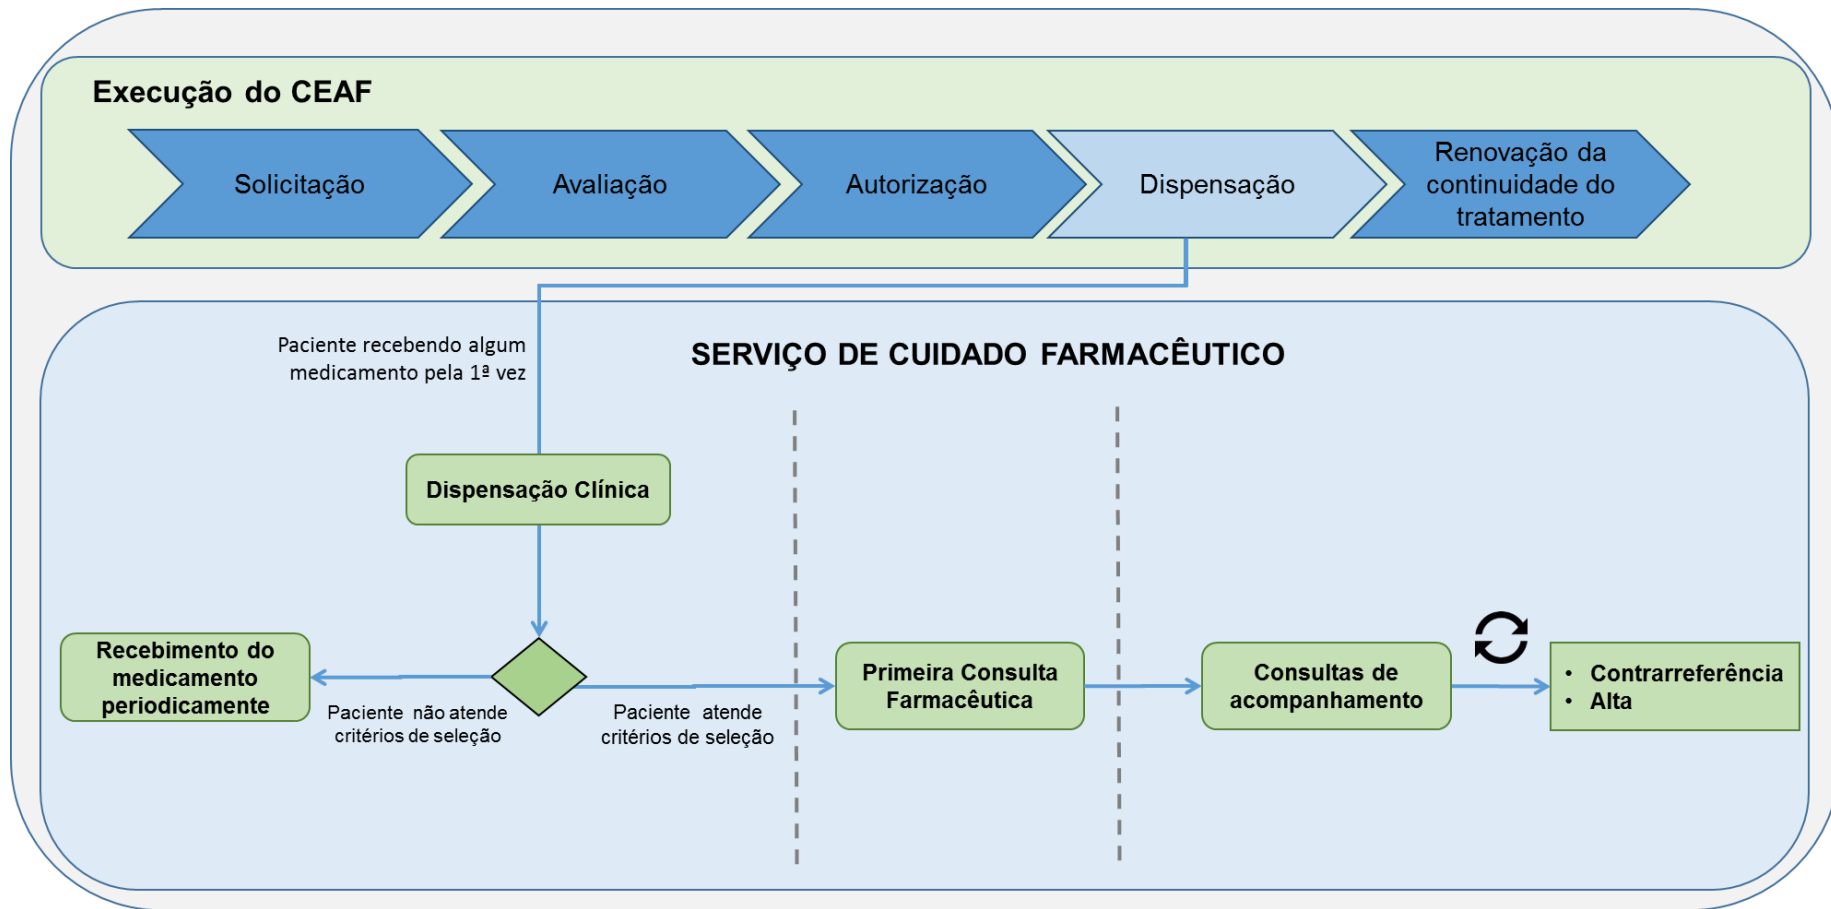 Execução do CEAF
Solicitação
Avaliação
Autorização
Dispensação
Renovação da
continuidade do
tratamento
Paciente recebendo algum
medicamento pela 1ª vez
SERVIÇO DE CUIDADO FARMACÊUTICO
Dispensação Clínica
Recebimento do
medicamento
periodicamente
Paciente não atende
critérios de seleção
Paciente atende
critérios de seleção
Primeira Consulta
Farmacêutica
Consultas de
acompanhamento
• Contrarreferência
• Alta